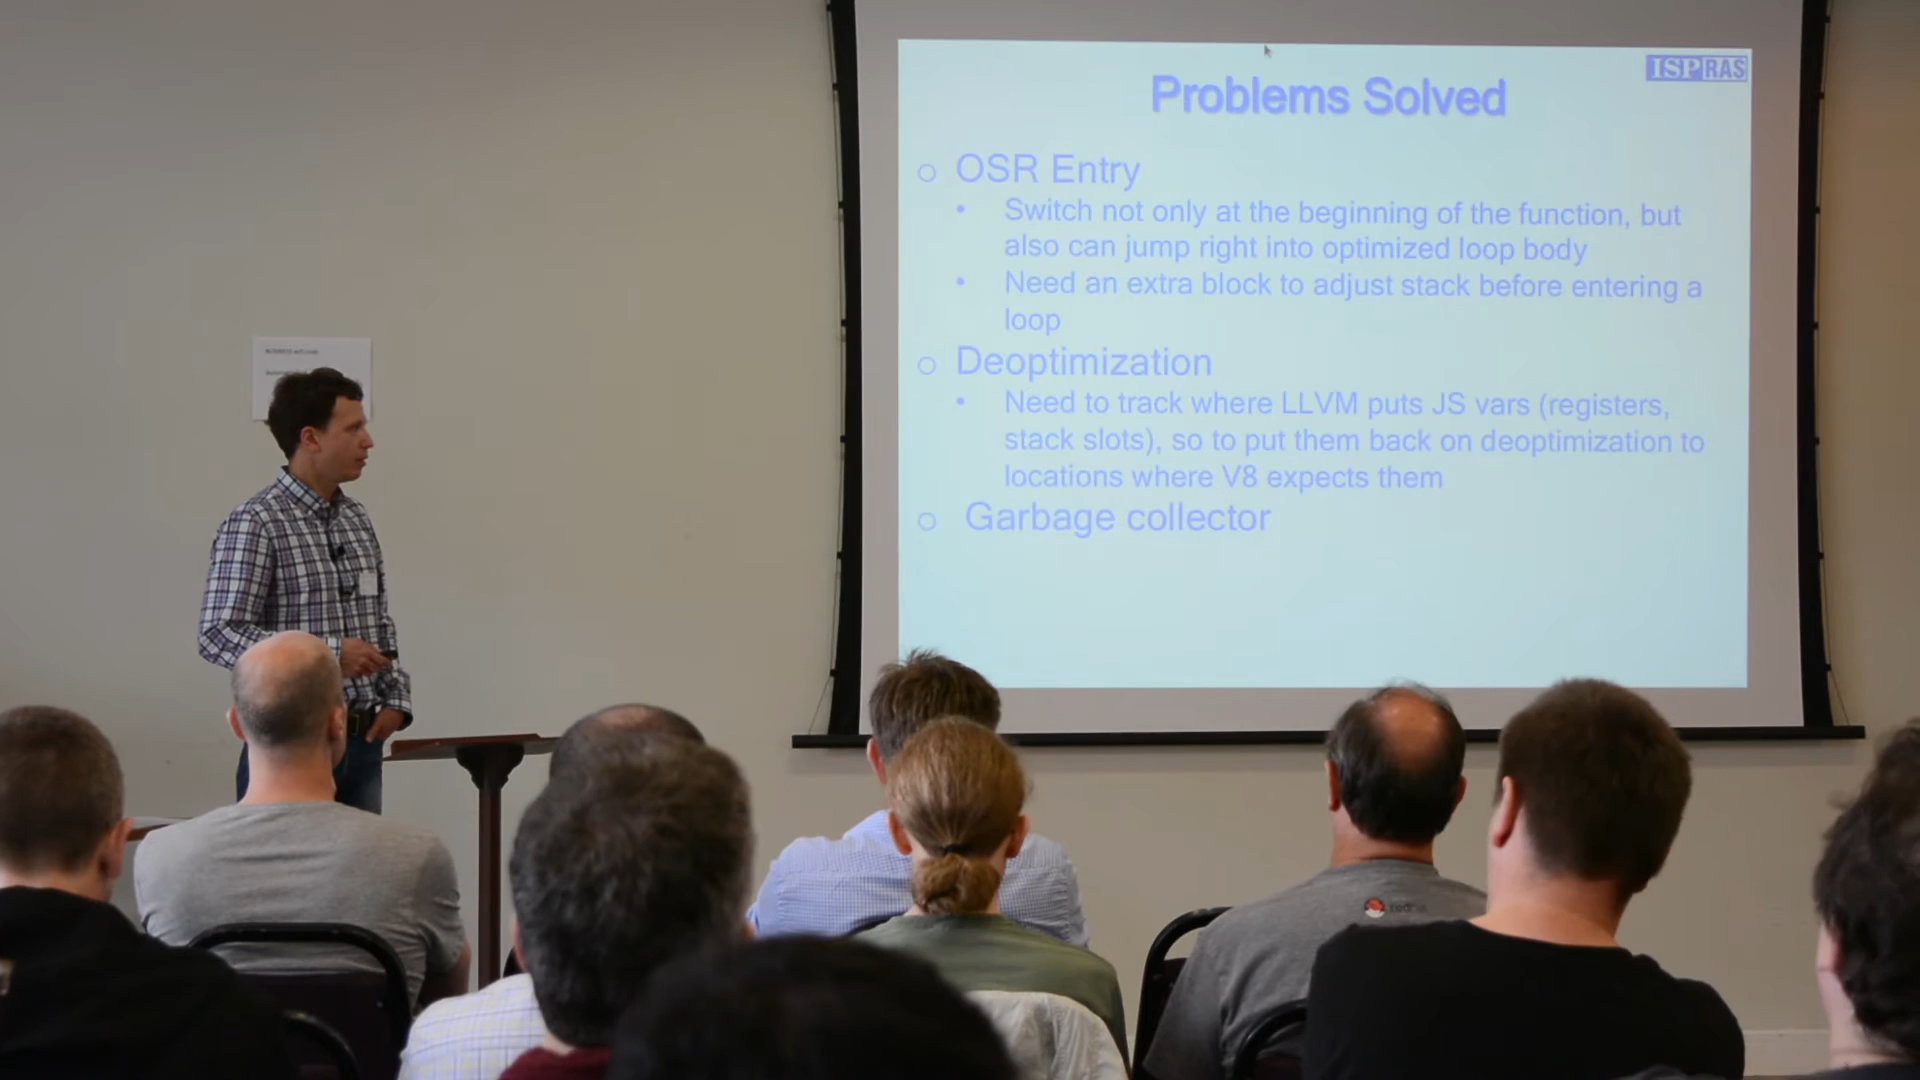 ISP RAS
Problems Solved
OSR Entry
Switch not only at the beginning of the function, but
also can jump right into optimized loop body
Need an extra block to adjust stack before entering a
loop
Deoptimization
Need to track where LLVM puts JS vars (registers,
stack slots), so to put them back on deoptimization to
locations where V8 expects them
Garbage collector